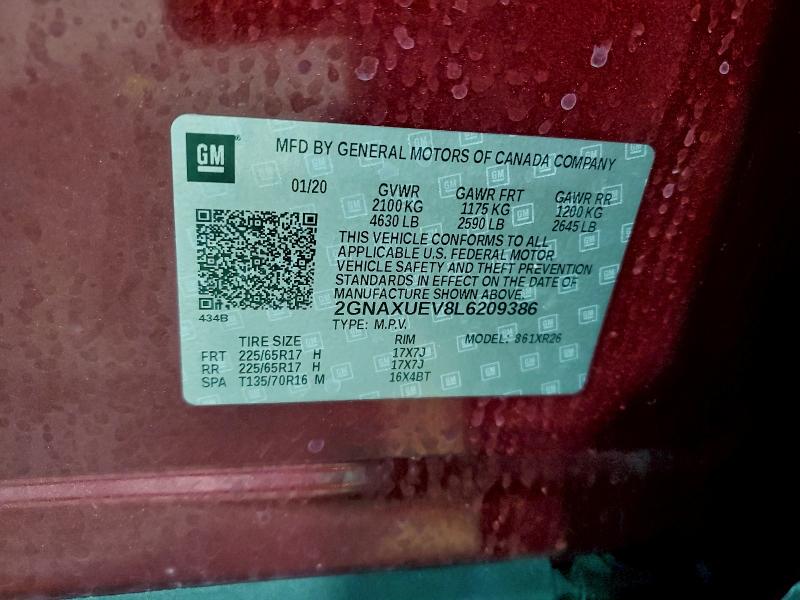 GM
MFD BY GENERAL MOTORS OF CANADA COMPANY
01/20 GVWR GAWR FRT GAWR RR
2100 KG 1175 KG 1200 KG
4630 LB 2590 LB 2645 LB
THIS VEHICLE CONFORMS TO ALL
APPLICABLE U.S. FEDERAL MOTOR
VEHICLE SAFETY AND THEFT PREVENTION
STANDARDS IN EFFECT ON THE DATE OF
MANUFACTURE SHOWN ABOVE.
2GNAXUEV8L6209386
434B
TYPE: M.P.V.
TIRE SIZE RIM MODEL: 861XR26
FRT 225/65R17 H 17X7J
RR 225/65R17 H 17X7J
SPA T135/70R16 M 16X4BT